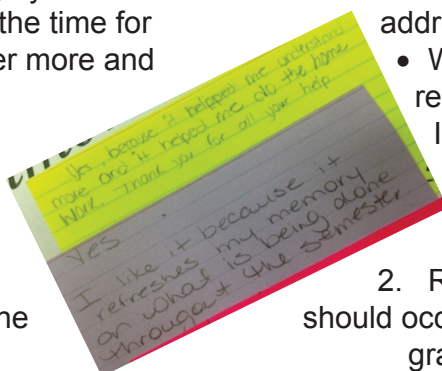 the time for
er more and
he
addr
• W
re
I
2. R
should occ
gra
Yes, because it helpped me understand
more and it helped me do the home
work. Thank you for all your help
Yes
I like it because it
refreshes my memory
on what is being done
througout the semester